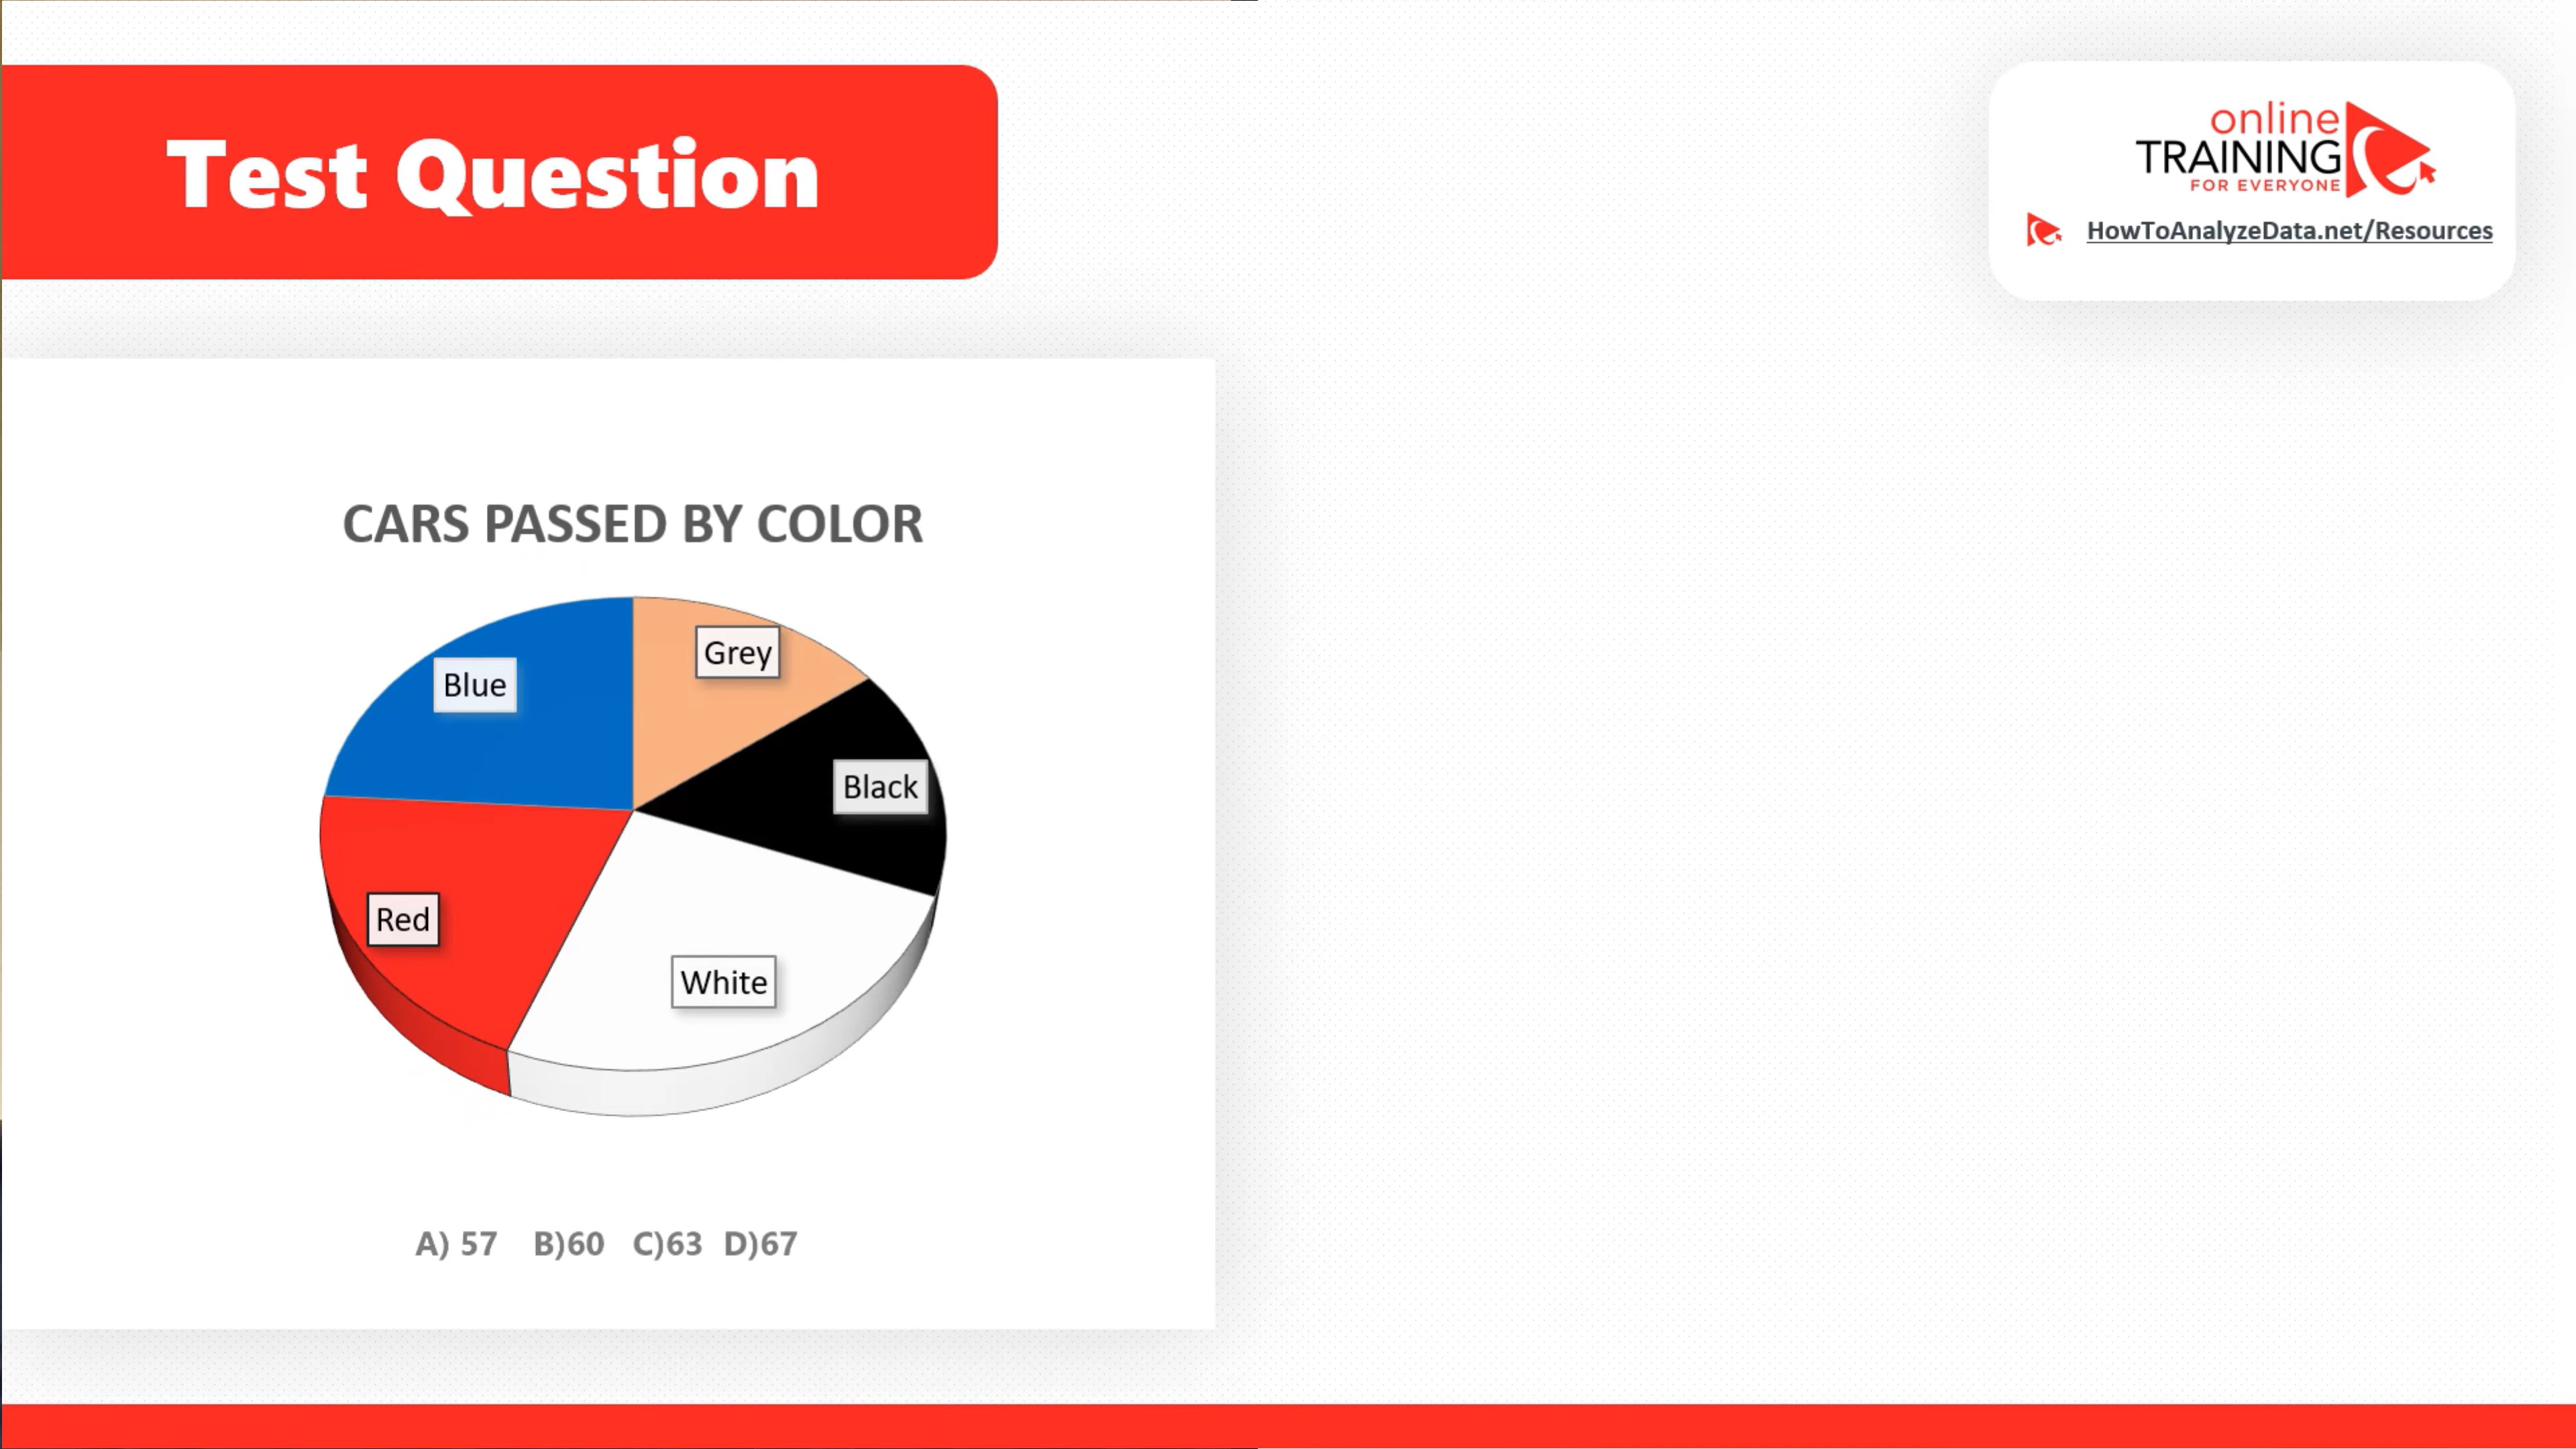 Test Question
online
TRAINING
FOR EVERYONE
HowToAnalyzeData.net/Resources
CARS PASSED BY COLOR
Grey
Blue
Black
Red
White
A) 57 B)60 C)63 D)67